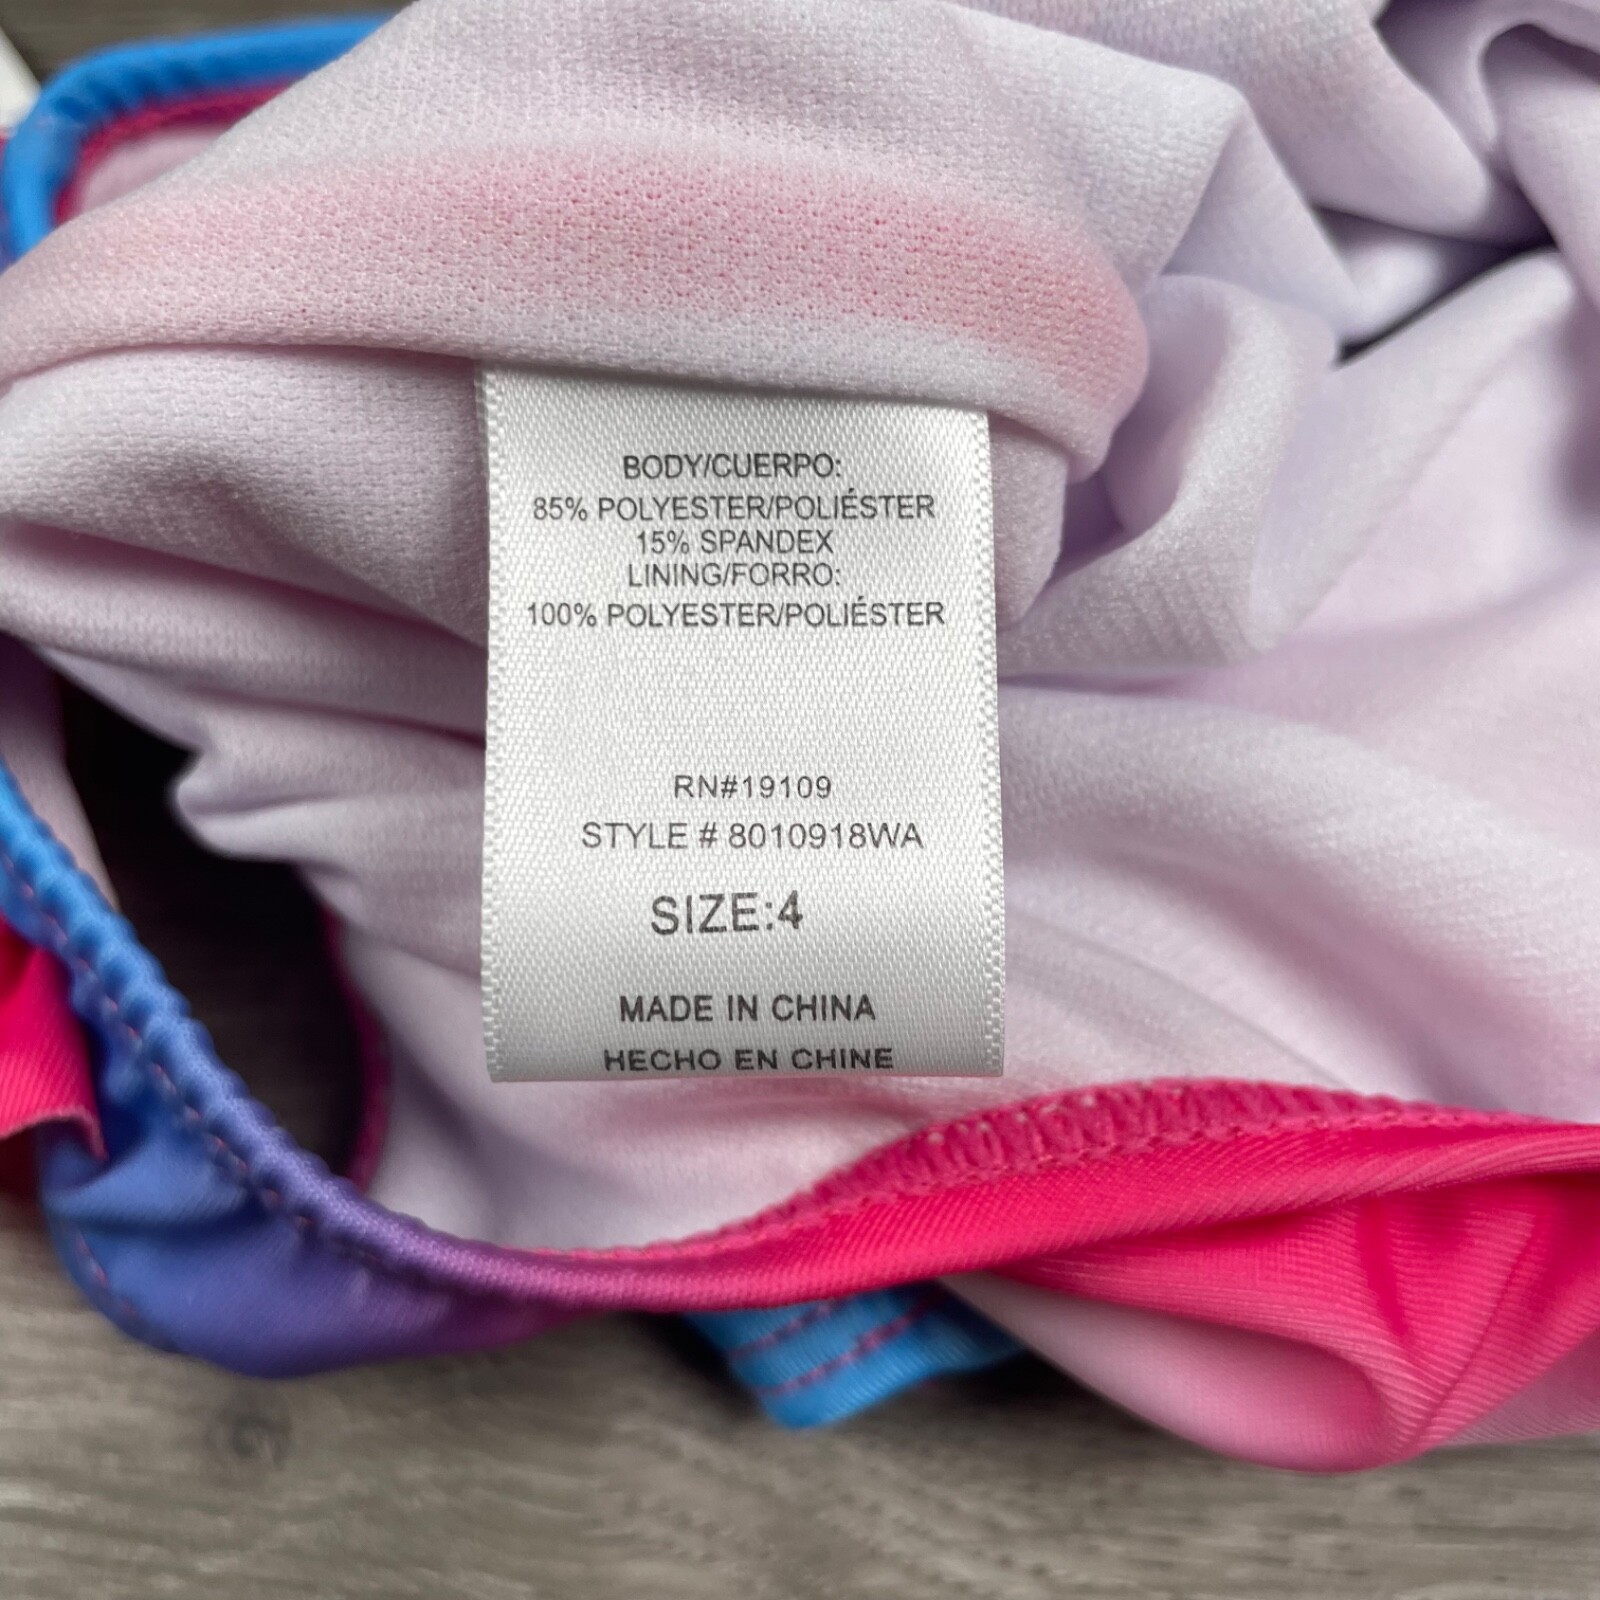 BODY/CUERPO:
85% POLYESTER/POLIÉSTER
15% SPANDEX
LINING/FORRO:
100% POLYESTER/POLIÉSTER
RN#19109
STYLE # 8010918WA
SIZE:4
MADE IN CHINA
HECHO EN CHINE